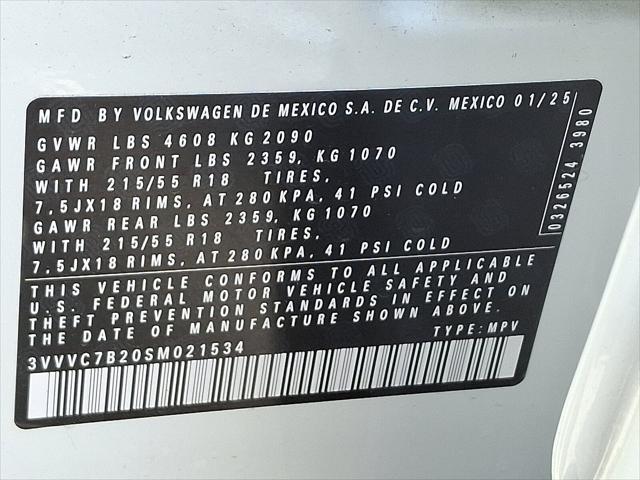 MFD BY VOLKSWAGEN DE MEXICO S.A. DE C.V. MEXICO 01/25
GVWR LBS 4608 KG 2090
GAWR FRONT LBS 2359, KG 1070
WITH 215/55 R18 TIRES,
7,5JX18 RIMS, AT 280 KPA, 41 PSI COLD
GAWR REAR LBS 2359, KG 1070
WITH 215/55 R18 TIRES,
7,5JX18 RIMS, AT 280 KPA, 41 PSI COLD
0326524 3980
THIS VEHICLE CONFORMS TO ALL APPLICABLE
U.S. FEDERAL MOTOR VEHICLE SAFETY AND
THEFT PREVENTION STANDARDS IN EFFECT ON
THE DATE OF MANUFACTURE SHOWN ABOVE.
TYPE: MPV
3VVVC7B20SM021534